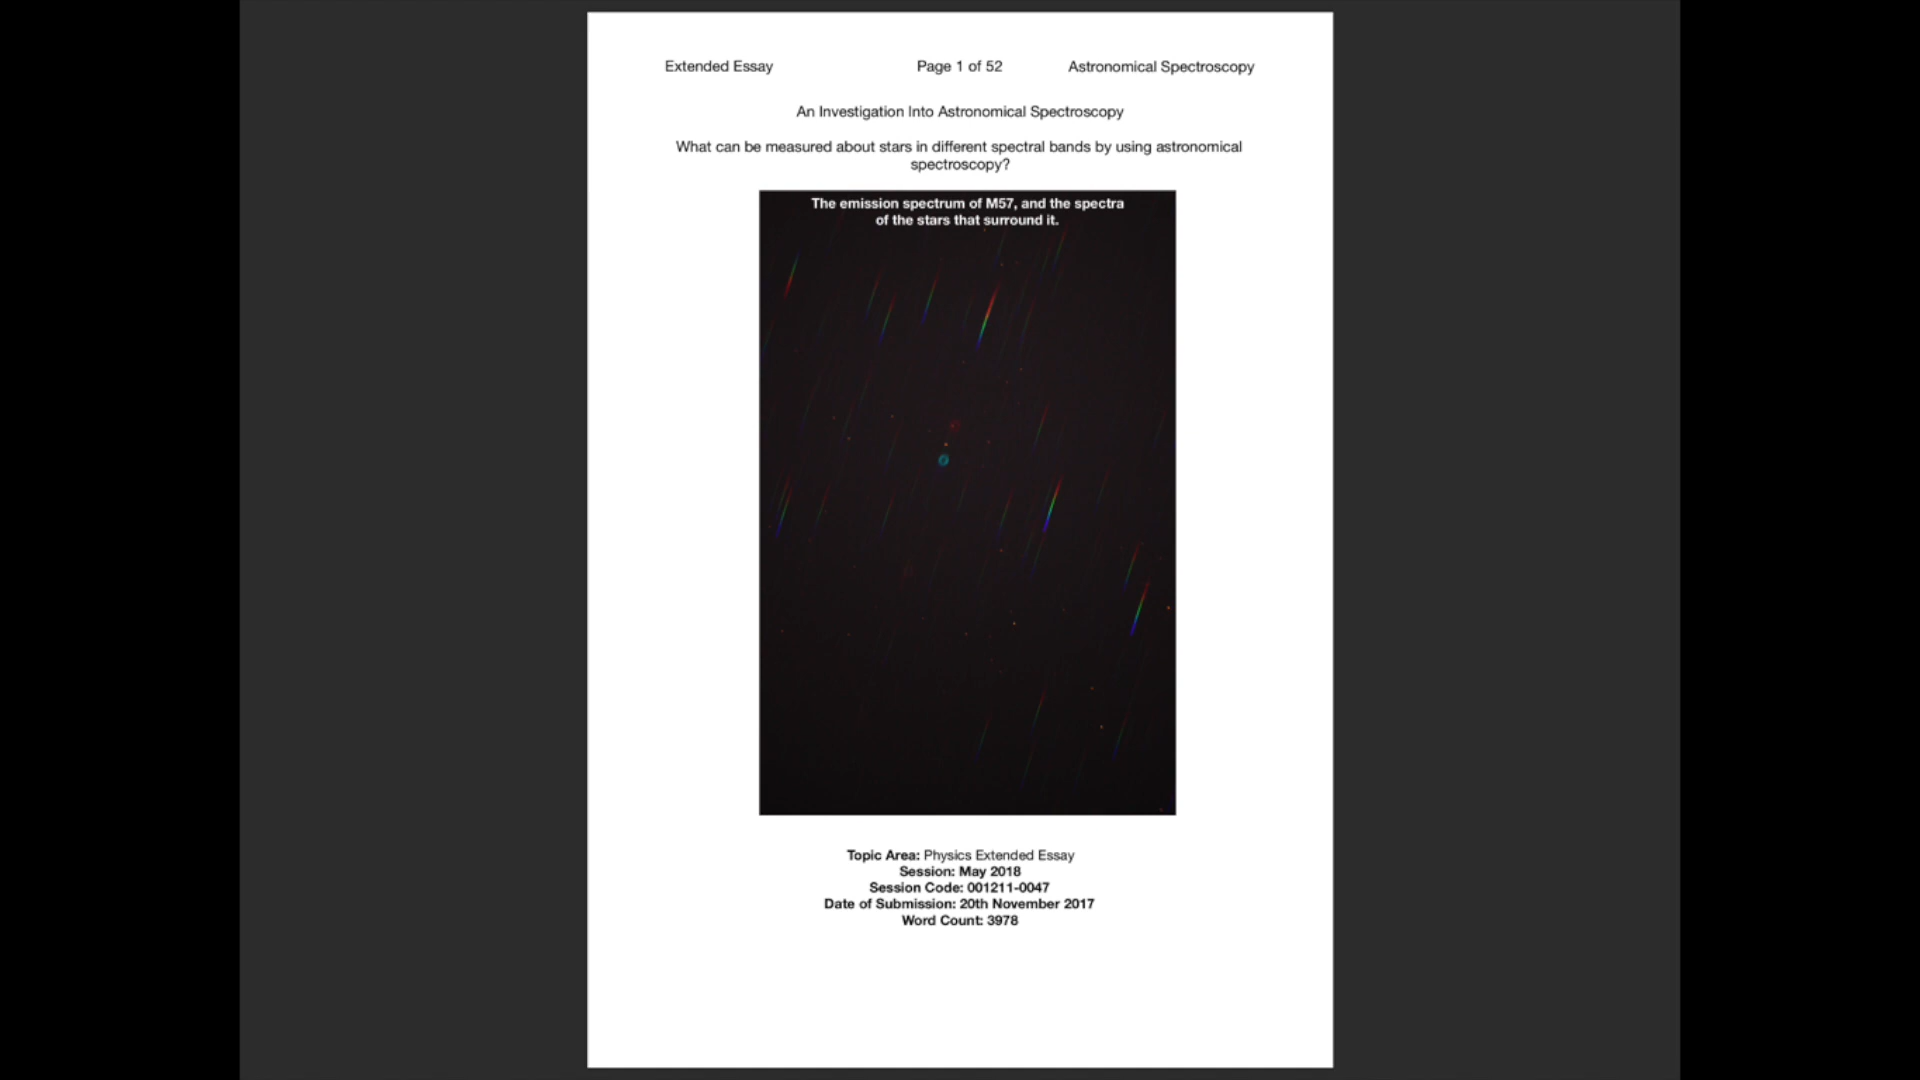 Extended Essay Page 1 of 52 Astronomical Spectroscopy
An Investigation Into Astronomical Spectroscopy
What can be measured about stars in different spectral bands by using astronomical
spectroscopy?
The emission spectrum of M57, and the spectra
of the stars that surround it.
Topic Area: Physics Extended Essay
Session: May 2018
Session Code: 001211-0047
Date of Submission: 20th November 2017
Word Count: 3978